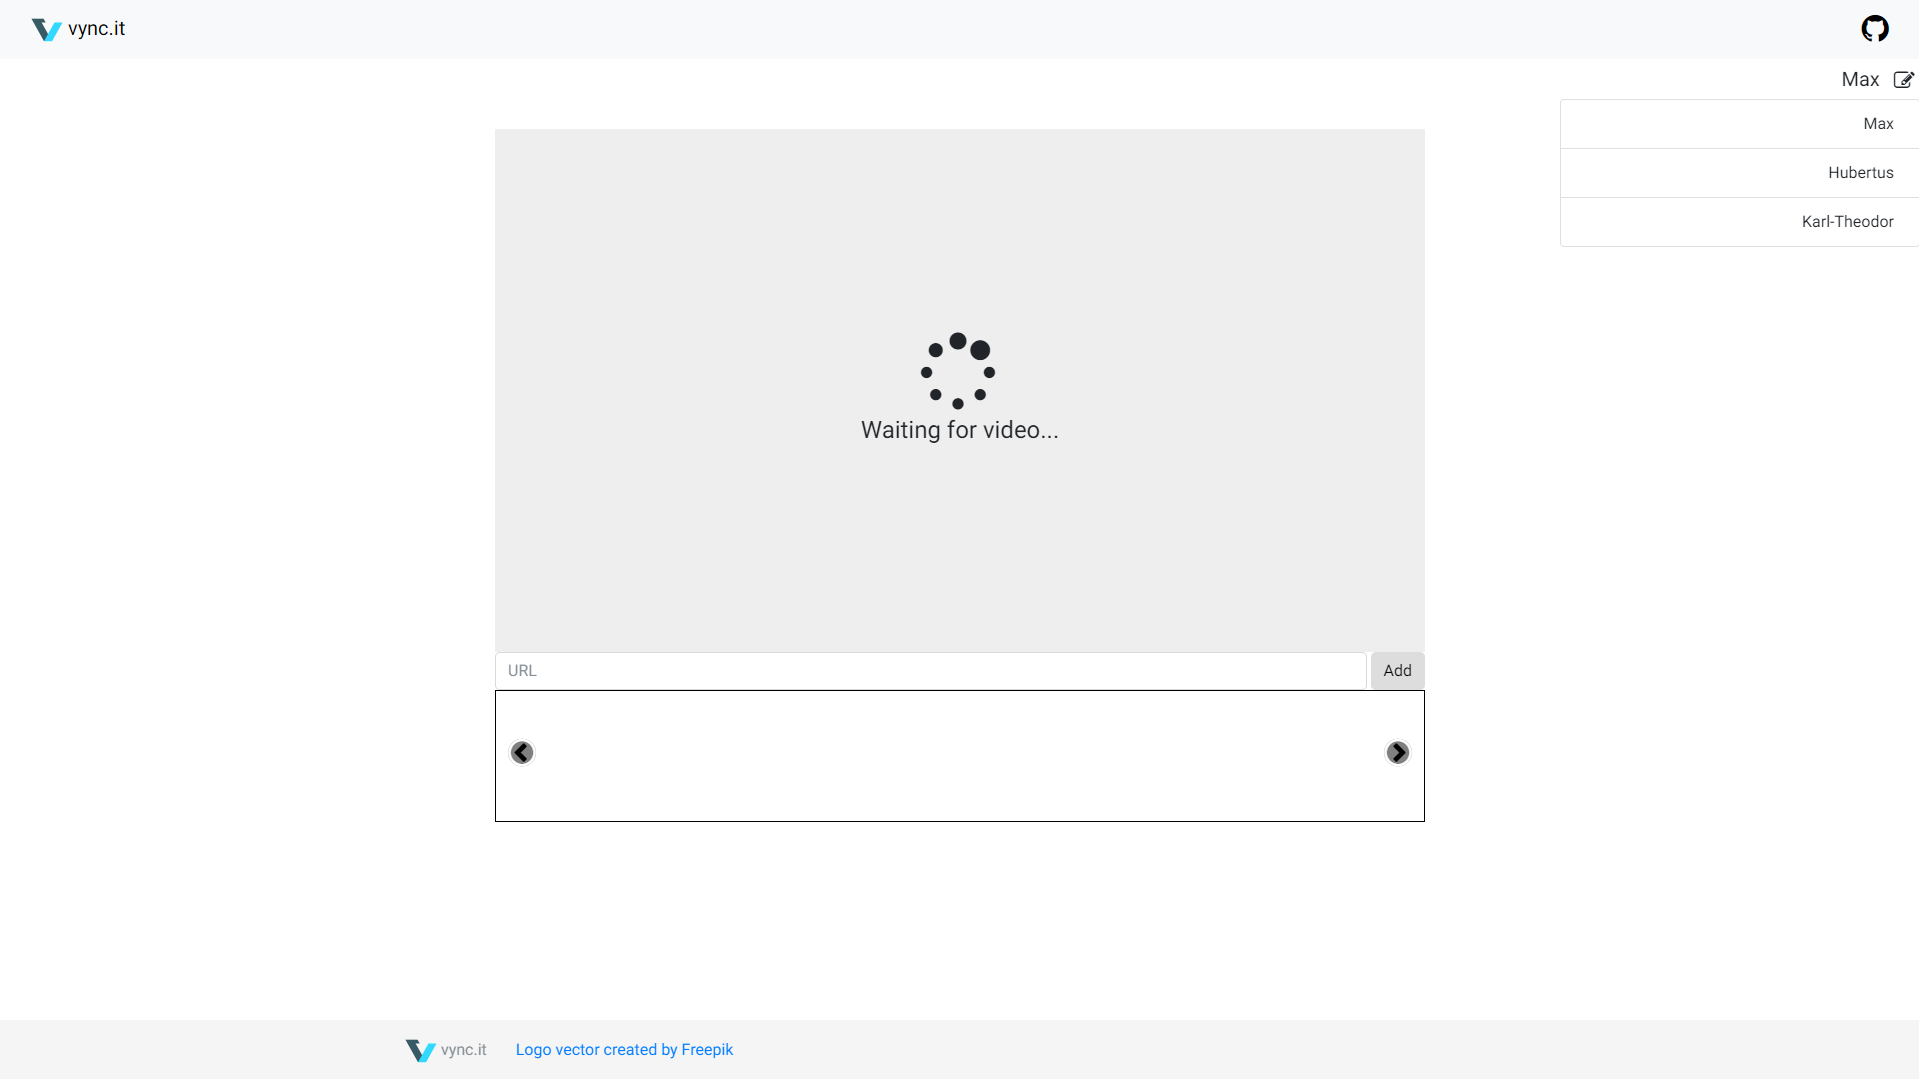 vync.it
Max
Max
Hubertus
Karl-Theodor
Waiting for video...
URL
Add
vync.it
Logo vector created by Freepik